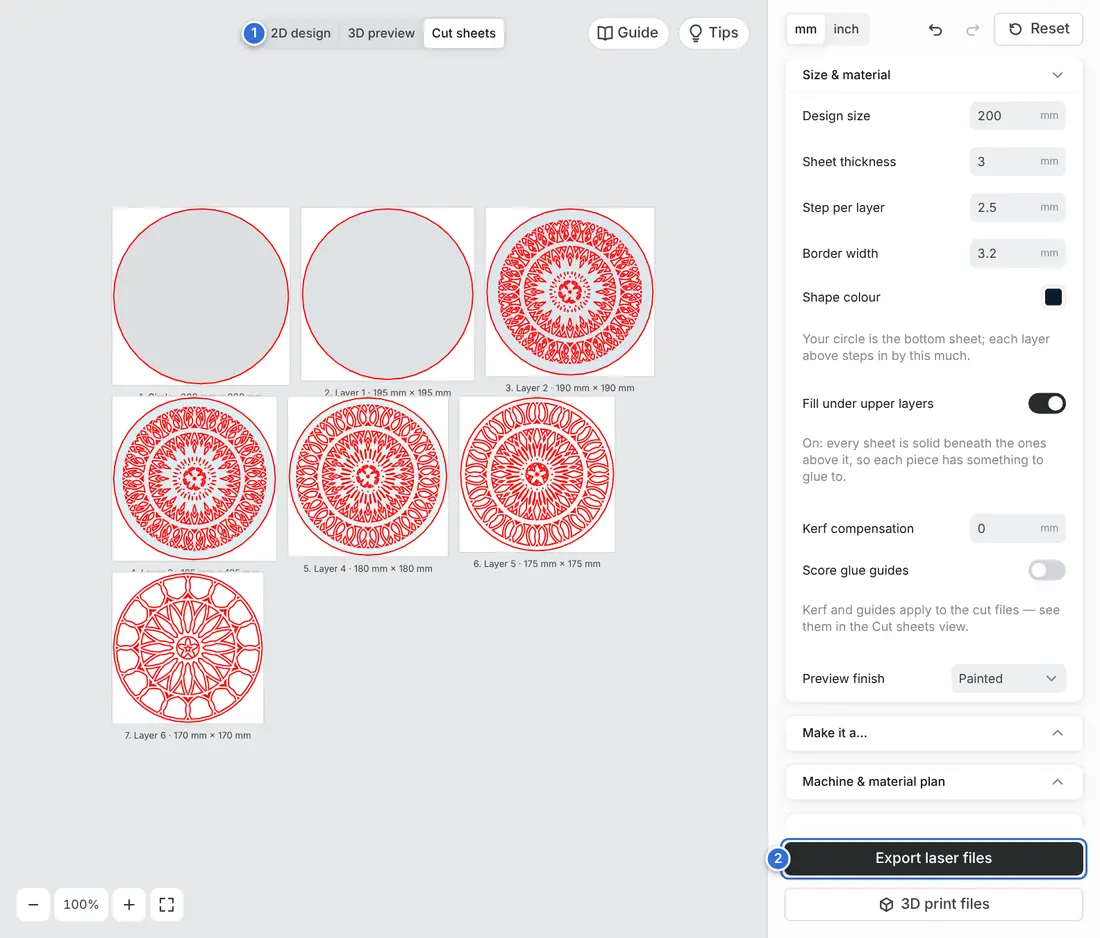 1
2D design
3D preview
Cut sheets
Guide
Tips
mm
inch
Reset
Size & material
Design size
200
mm
Sheet thickness
3
mm
Step per layer
2.5
mm
Border width
3.2
mm
Shape colour
Your circle is the bottom sheet; each layer
above steps in by this much.
Fill under upper layers
On: every sheet is solid beneath the ones
above it, so each piece has something to
glue to.
Kerf compensation
0
mm
Score glue guides
Kerf and guides apply to the cut files — see
them in the Cut sheets view.
Preview finish
Painted
Make it a...
Machine & material plan
2
Export laser files
3D print files
2. Layer 1 · 195 mm × 195 mm
3. Layer 2 · 190 mm × 190 mm
5. Layer 4 · 180 mm × 180 mm
6. Layer 5 · 175 mm × 175 mm
7. Layer 6 · 170 mm × 170 mm
100%